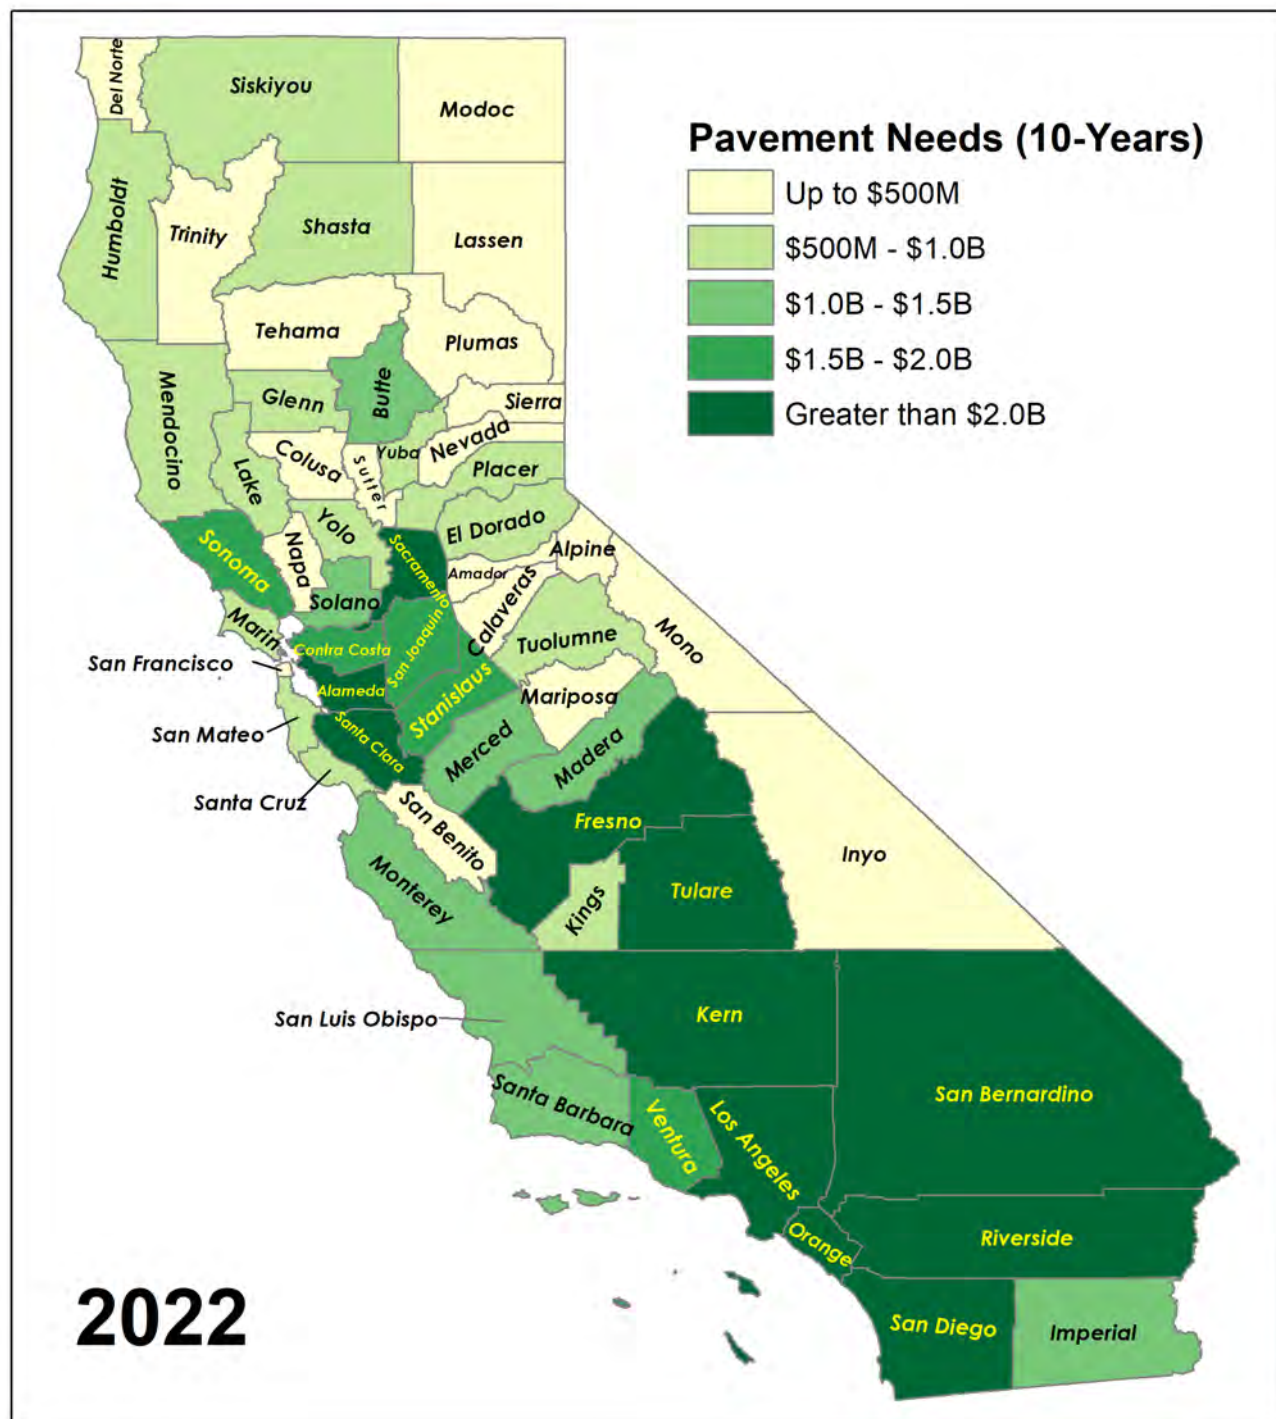 Pavement Needs (10-Years)
Up to $500M
$500M - $1.0B
$1.0B - $1.5B
$1.5B - $2.0B
Greater than $2.0B
Del Norte
Siskiyou
Modoc
Humboldt
Trinity
Shasta
Lassen
Tehama
Plumas
Butte
Mendocino
Glenn
Sierra
Colusa
Sutter
Yuba
Nevada
Lake
Placer
Yolo
El Dorado
Sonoma
Napa
Sacramento
Alpine
Amador
Solano
Calaveras
Marin
Contra Costa
San Joaquin
Tuolumne
Mono
San Francisco
Alameda
Stanislaus
Mariposa
San Mateo
Santa Clara
Merced
Madera
Santa Cruz
San Benito
Fresno
Inyo
Monterey
Kings
Tulare
San Luis Obispo
Kern
Santa Barbara
Ventura
Los Angeles
San Bernardino
Orange
Riverside
San Diego
Imperial
2022